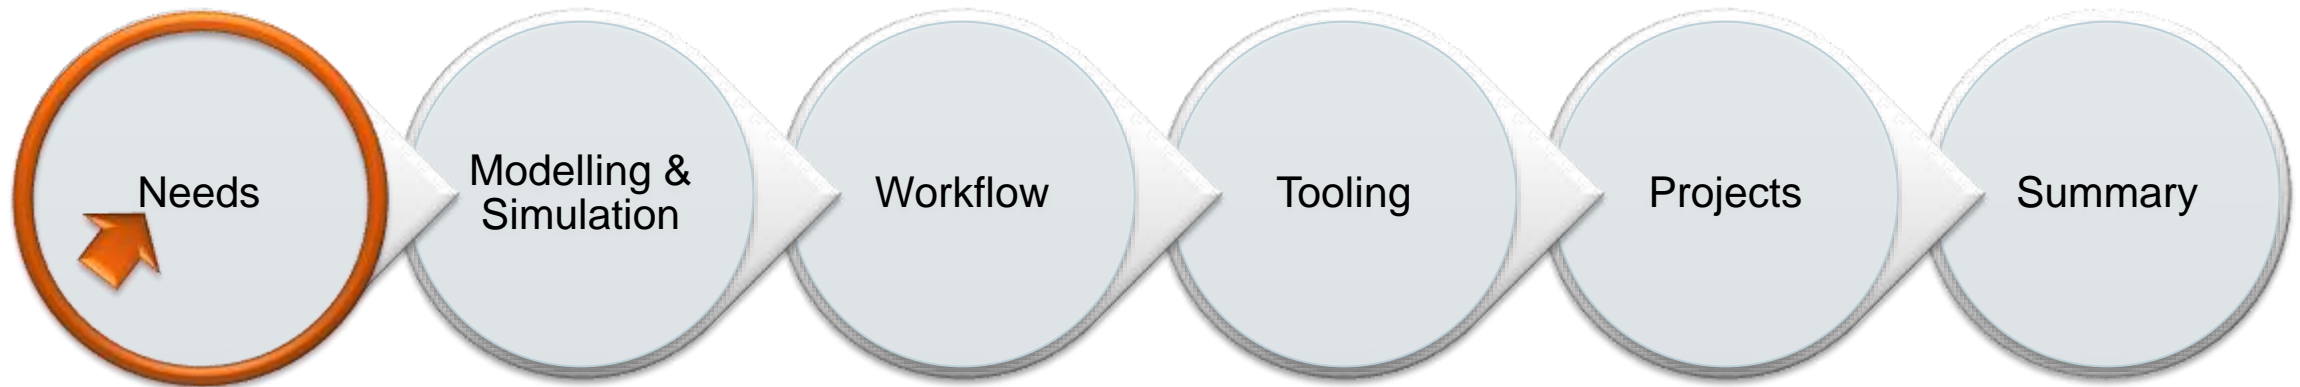 Needs
Modelling &
Simulation
Workflow
Tooling
Projects
Summary